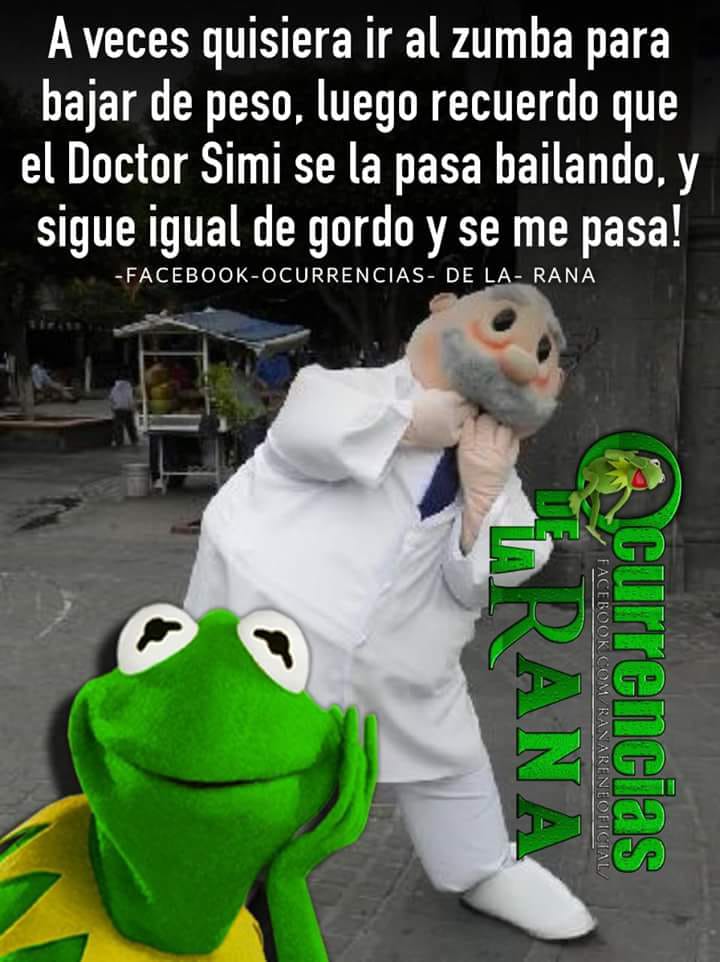 A veces quisiera ir al zumba para
bajar de peso, luego recuerdo que
el Doctor Simi se la pasa bailando, y
sigue igual de gordo y se me pasa!
-FACEBOOK-OCURRENCIAS- DE LA- RANA
Ocurrencias
DE
LA
RANA
FACEBOOK.COM/RANARENEOFICIAL/